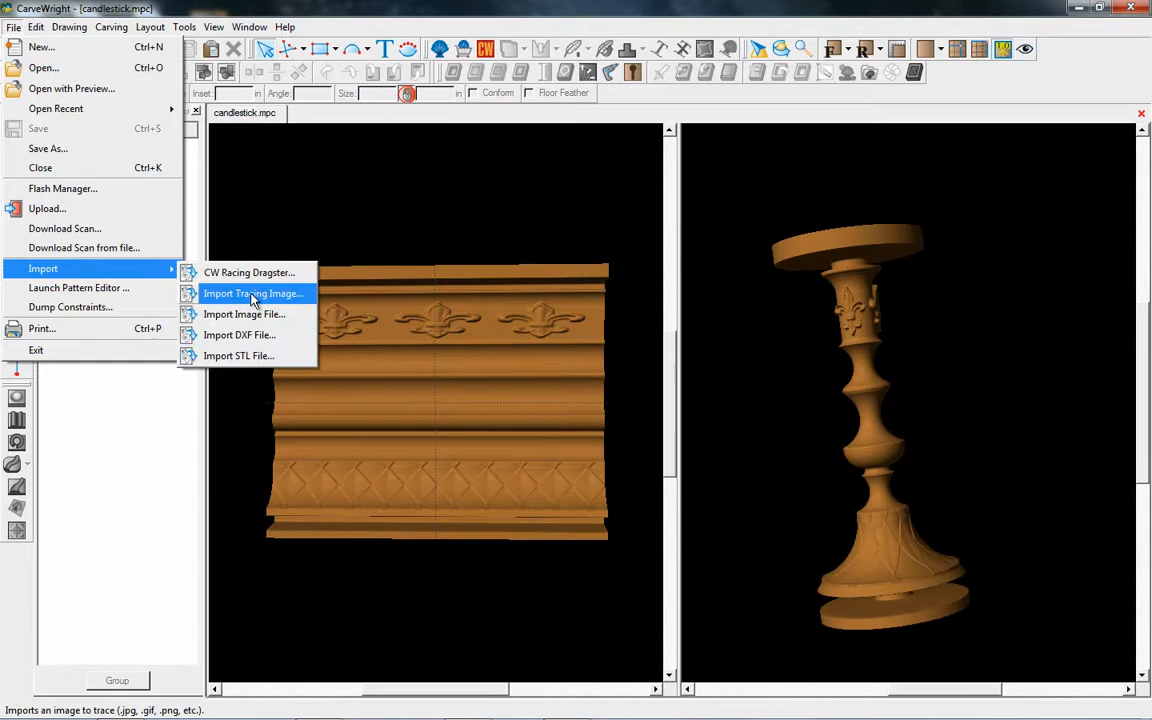 CarveWright - [candlestick.mpc]
File Edit Drawing Carving Layout Tools View Window Help
New... Ctrl+N
Open... Ctrl+O
Open with Preview...
Open Recent
Save Ctrl+S
Save As...
Close Ctrl+K
Flash Manager...
Upload...
Download Scan...
Download Scan from file...
Import
Launch Pattern Editor ...
Dump Constraints...
Print... Ctrl+P
Exit
CW Racing Dragster...
Import Tracing Image...
Import Image File...
Import DXF File...
Import STL File...
CW
F R
Inset: in Angle: Size: in Conform Floor Feather
candlestick.mpc
Group
Imports an image to trace (.jpg, .gif, .png, etc.).